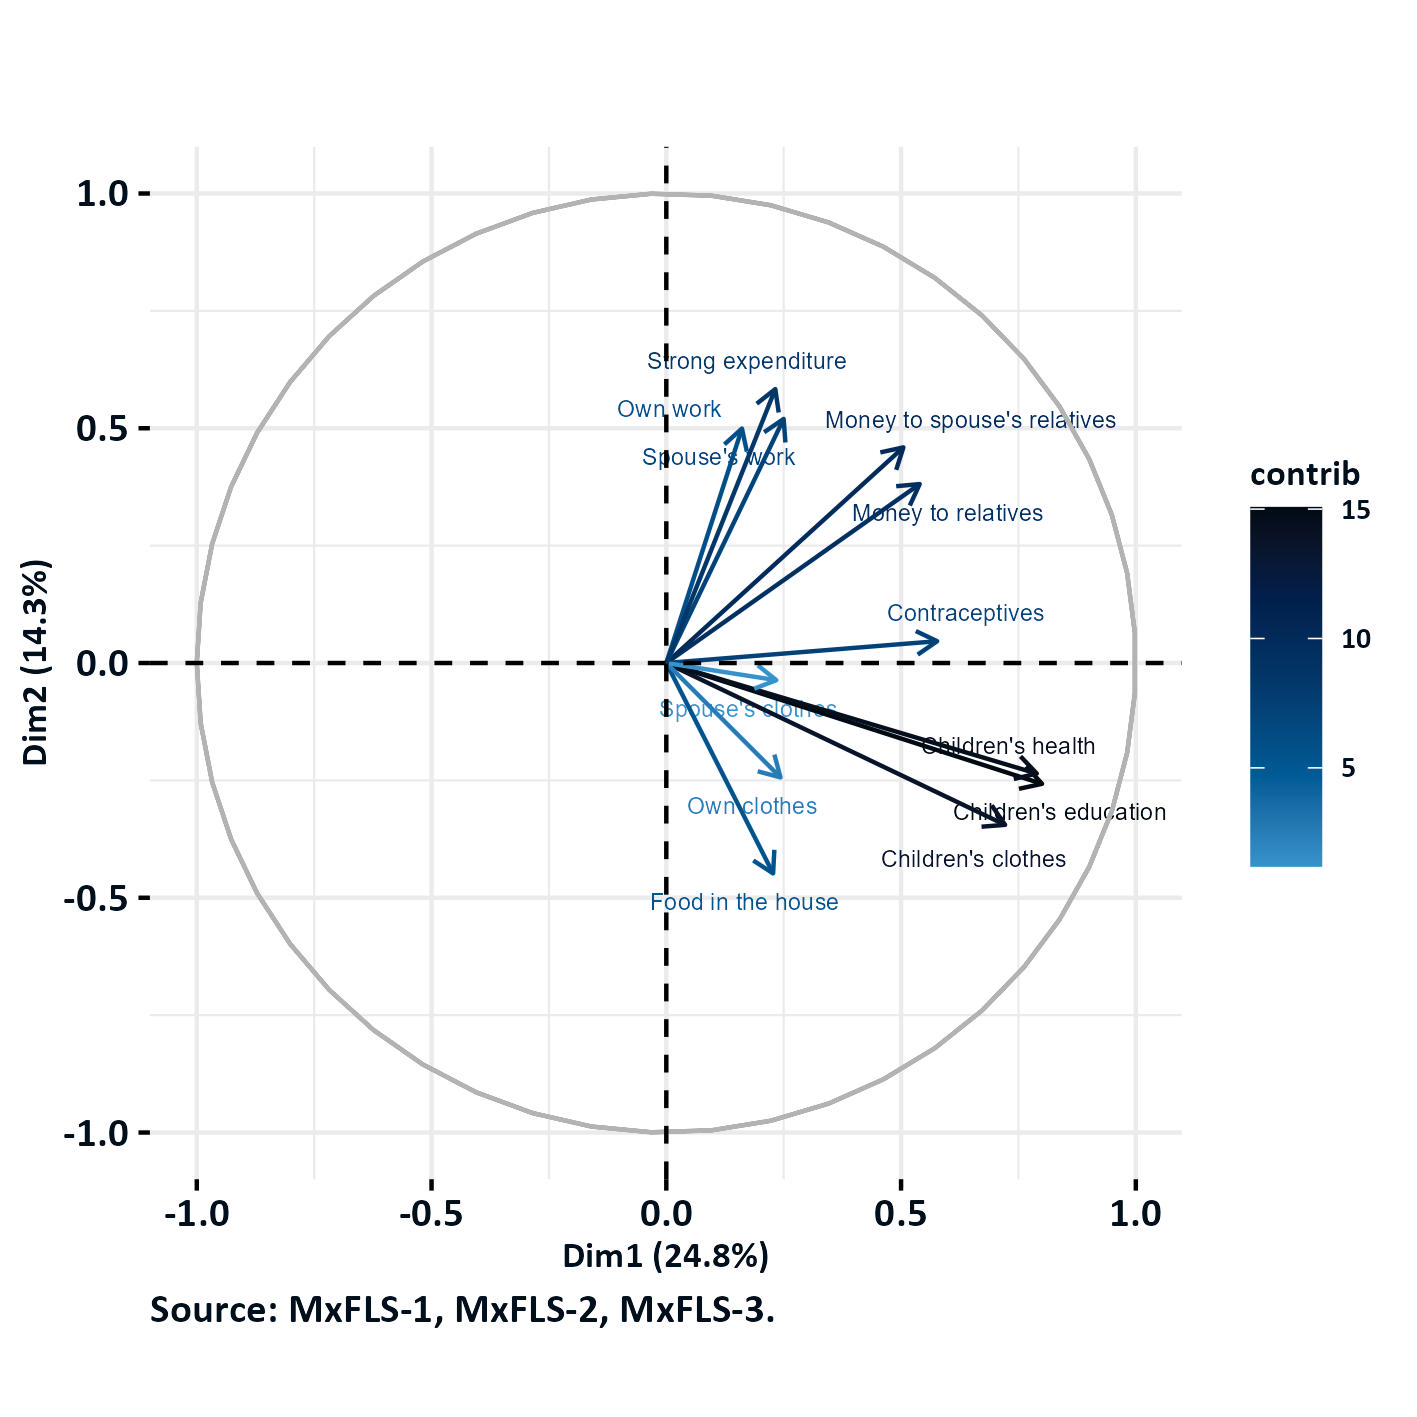 1.0
0.5
0.0
-0.5
-1.0
Dim2 (14.3%)
Strong expenditure
Own work
Money to spouse's relatives
Spouse's work
Money to relatives
Contraceptives
Spouse's clothes
Children's health
Own clothes
Children's education
Children's clothes
Food in the house
-1.0
-0.5
0.0
0.5
1.0
Dim1 (24.8%)
contrib
15
10
5
Source: MxFLS-1, MxFLS-2, MxFLS-3.